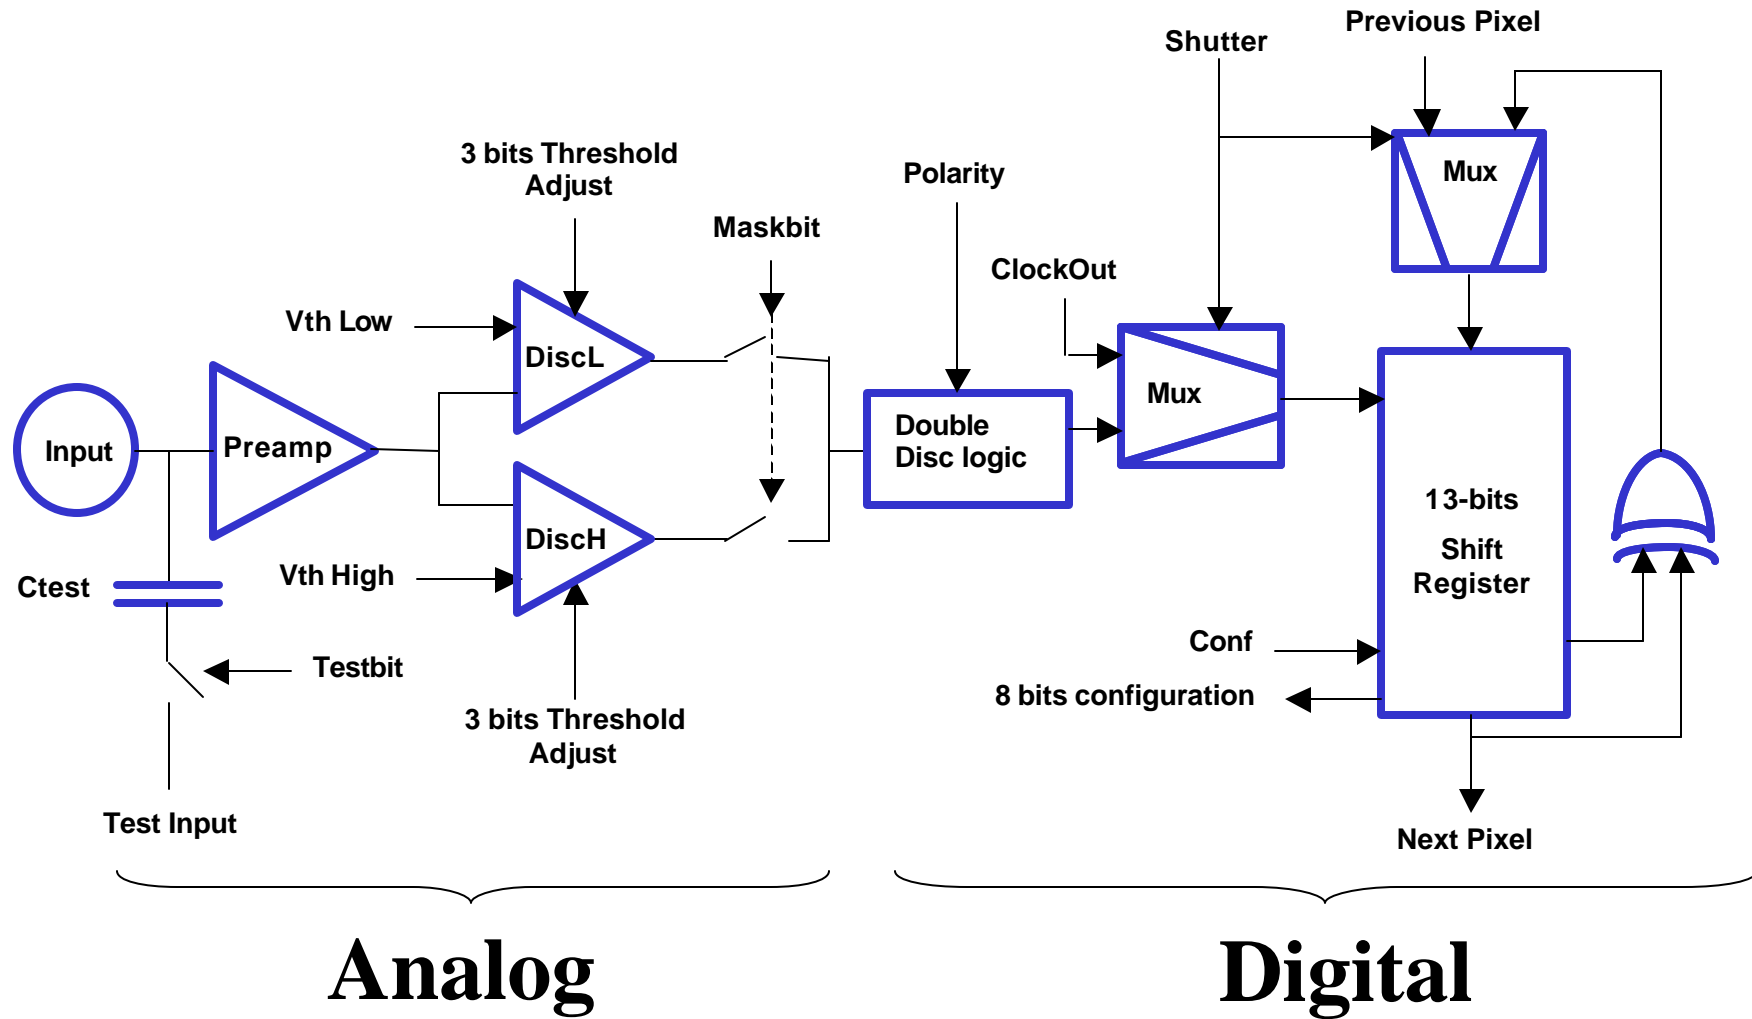 Previous Pixel
Shutter
3 bits Threshold
Adjust
Polarity
Mux
Maskbit
ClockOut
Vth Low
DiscL
Mux
Input
Preamp
Double
Disc logic
13-bits
Shift
Register
DiscH
Vth High
Ctest
Conf
Testbit
8 bits configuration
3 bits Threshold
Adjust
Test Input
Next Pixel
Analog
Digital